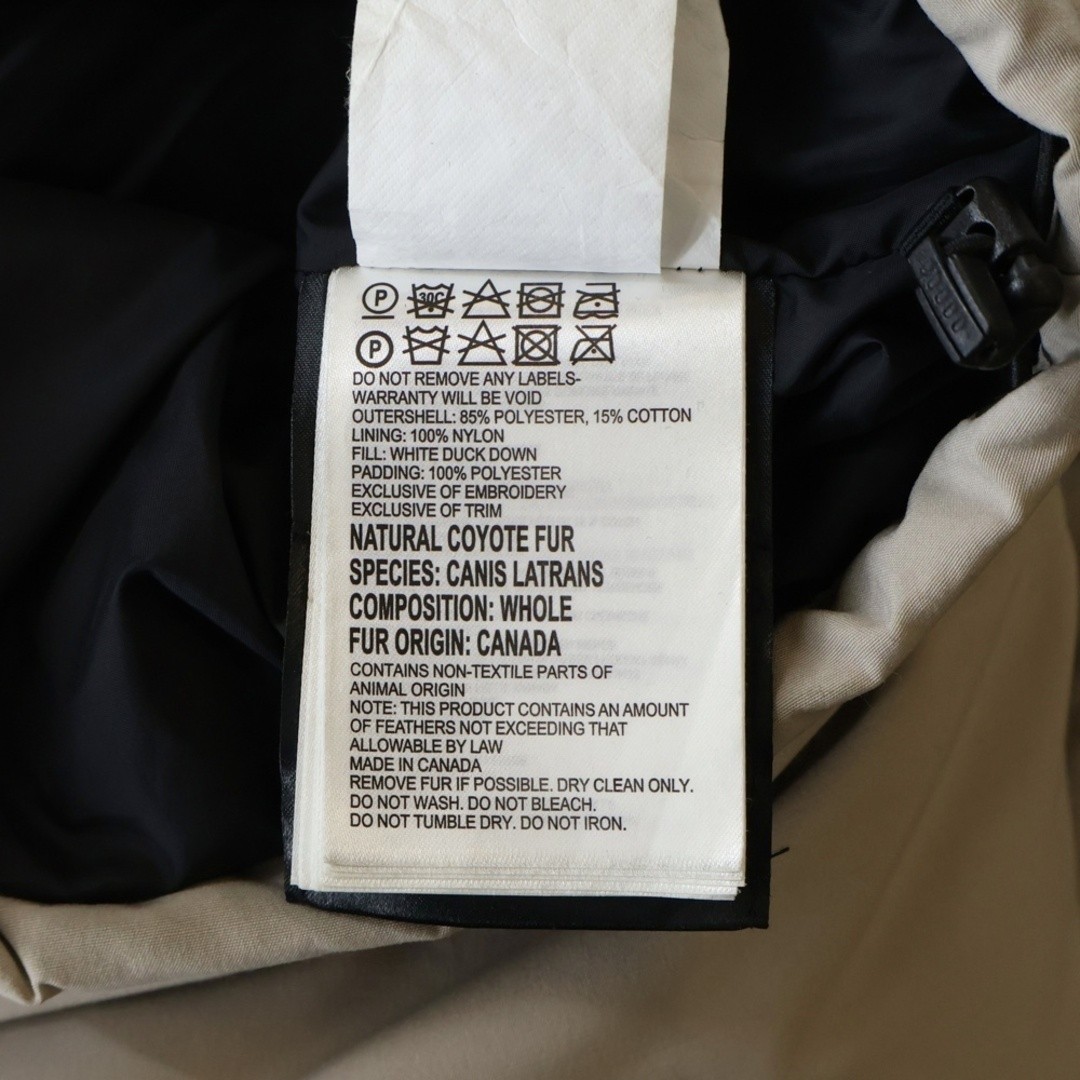 P 30C
P
DO NOT REMOVE ANY LABELS-
WARRANTY WILL BE VOID
OUTERSHELL: 85% POLYESTER, 15% COTTON
LINING: 100% NYLON
FILL: WHITE DUCK DOWN
PADDING: 100% POLYESTER
EXCLUSIVE OF EMBROIDERY
EXCLUSIVE OF TRIM
NATURAL COYOTE FUR
SPECIES: CANIS LATRANS
COMPOSITION: WHOLE
FUR ORIGIN: CANADA
CONTAINS NON-TEXTILE PARTS OF
ANIMAL ORIGIN
NOTE: THIS PRODUCT CONTAINS AN AMOUNT
OF FEATHERS NOT EXCEEDING THAT
ALLOWABLE BY LAW
MADE IN CANADA
REMOVE FUR IF POSSIBLE. DRY CLEAN ONLY.
DO NOT WASH. DO NOT BLEACH.
DO NOT TUMBLE DRY. DO NOT IRON.